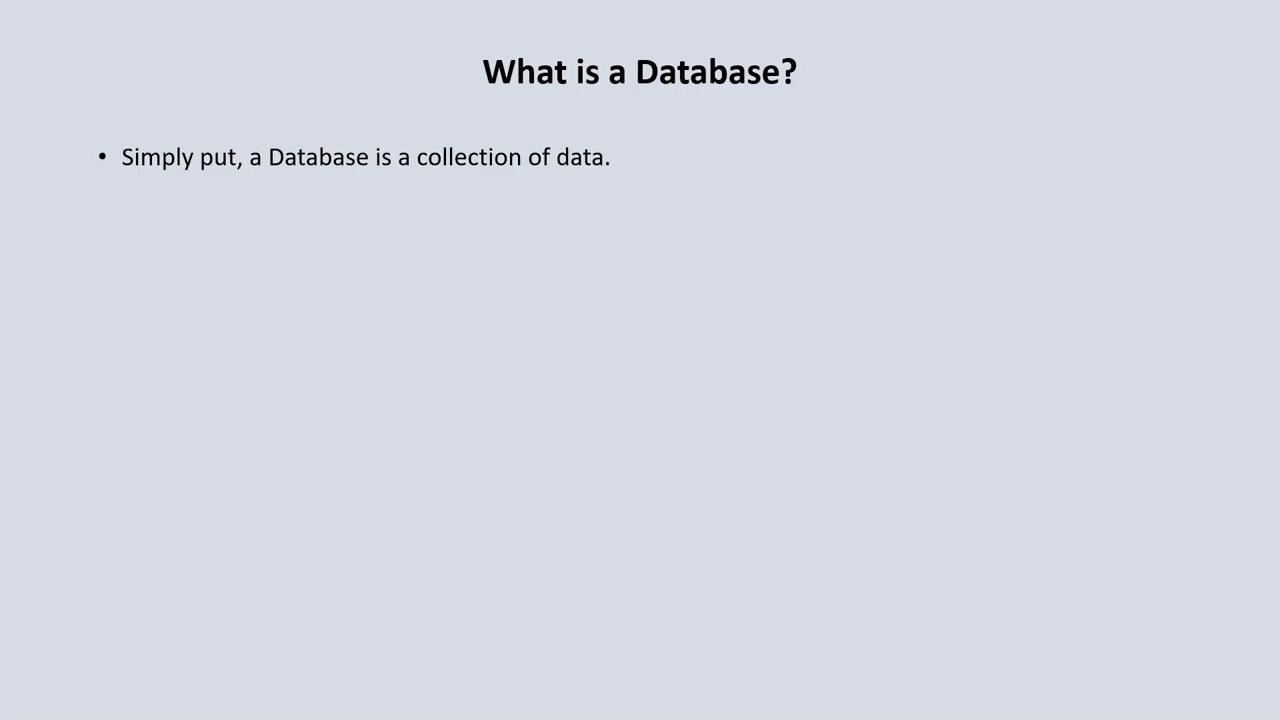 What is a Database?
• Simply put, a Database is a collection of data.